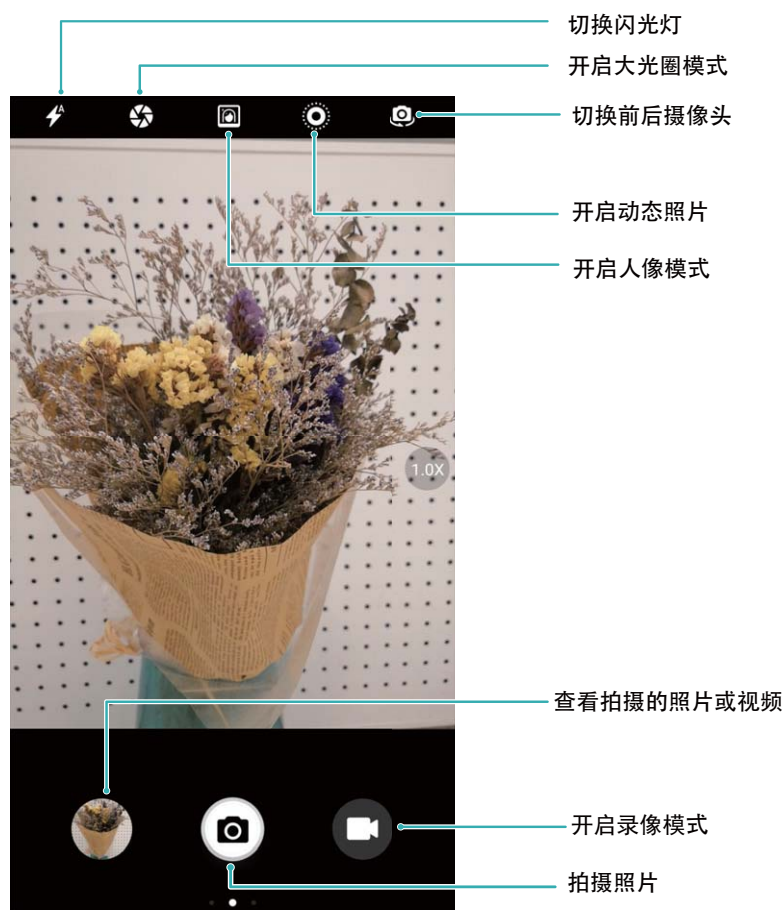 切换闪光灯
开启大光圈模式
A
切换前后摄像头
开启动态照片
开启人像模式
1.0X
查看拍摄的照片或视频
开启录像模式
拍摄照片